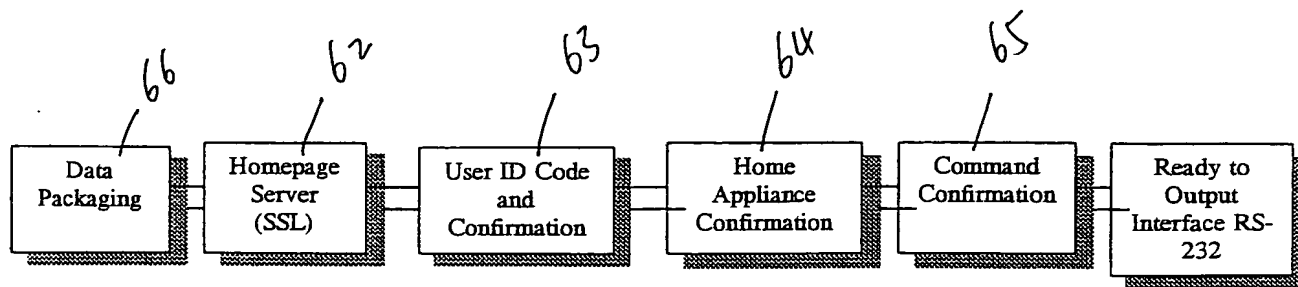 66
62
63
64
65
Data
Packaging
Homepage
Server
(SSL)
User ID Code
and
Confirmation
Home
Appliance
Confirmation
Command
Confirmation
Ready to
Output
Interface RS-
232